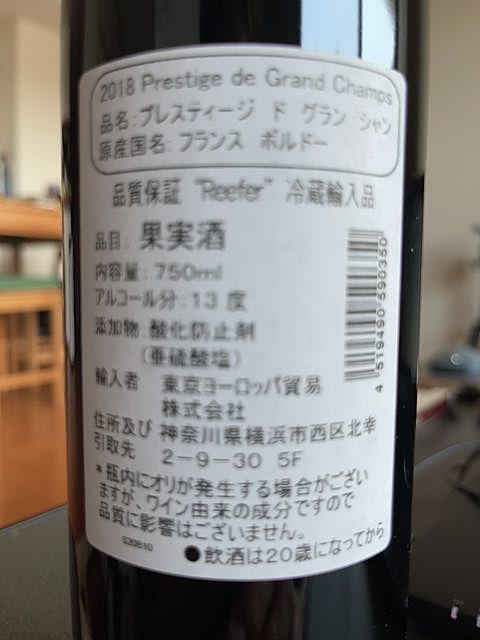 2018 Prestige de Grand Champs
品名:プレスティージ ド グラン シャン
原産国名:フランス ボルドー
品質保証 "Reefer" 冷蔵輸入品
品目:果実酒
内容量:750ml
アルコール分:13度
添加物:酸化防止剤
(亜硫酸塩)
輸入者 東京ヨーロッパ貿易
株式会社
住所及び 神奈川県横浜市西区北幸
引取先 2-9-30 5F
*瓶内にオリが発生する場合がござい
ますが、ワイン由来の成分ですので
品質に影響はございません。
S20810
●飲酒は20歳になってから
4 519490 590350